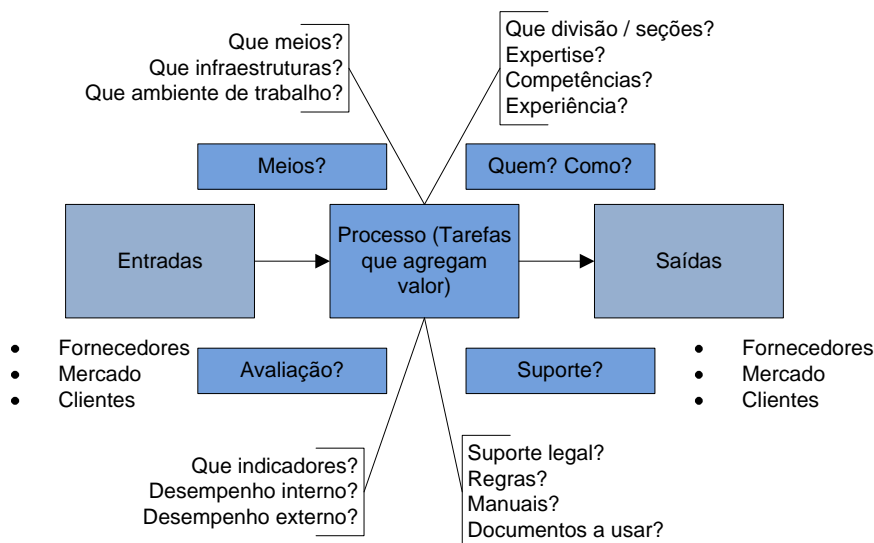 Que meios?
Que infraestruturas?
Que ambiente de trabalho?
Que divisão / seções?
Expertise?
Competências?
Experiência?
Meios?
Quem? Como?
Entradas
Processo (Tarefas
que agregam
valor)
Saídas
• Fornecedores
• Mercado
• Clientes
Avaliação?
Suporte?
• Fornecedores
• Mercado
• Clientes
Que indicadores?
Desempenho interno?
Desempenho externo?
Suporte legal?
Regras?
Manuais?
Documentos a usar?